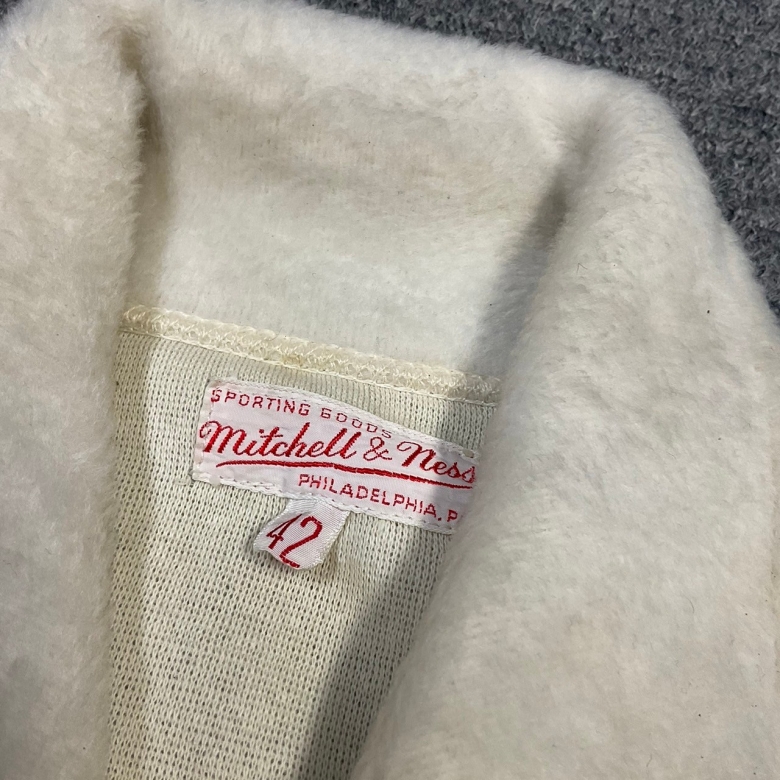 SPORTING GOODS
Mitchell & Ness
PHILADELPHIA, P
42